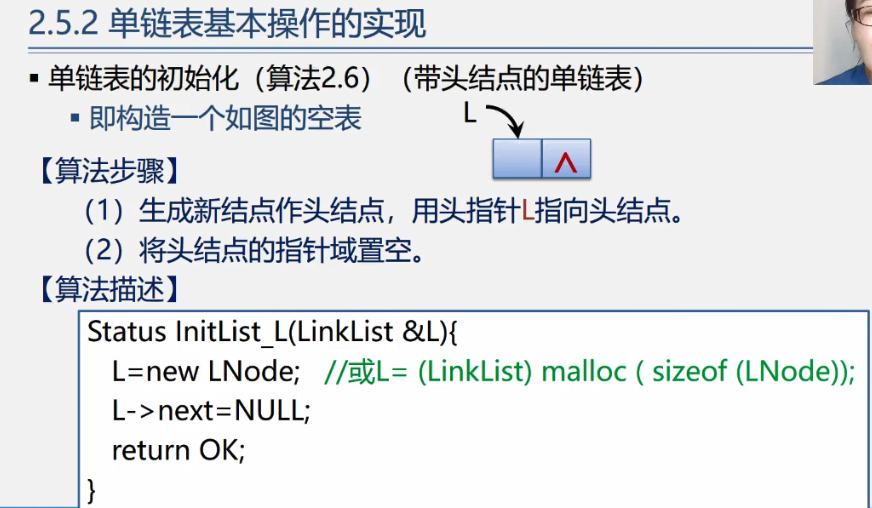 2.5.2 单链表基本操作的实现
▪ 单链表的初始化（算法2.6）（带头结点的单链表）
▪ 即构造一个如图的空表
L
∧
【算法步骤】
（1）生成新结点作头结点，用头指针L指向头结点。
（2）将头结点的指针域置空。
【算法描述】
Status InitList_L(LinkList &L){
L=new LNode; //或L= (LinkList) malloc ( sizeof (LNode));
L->next=NULL;
return OK;
}